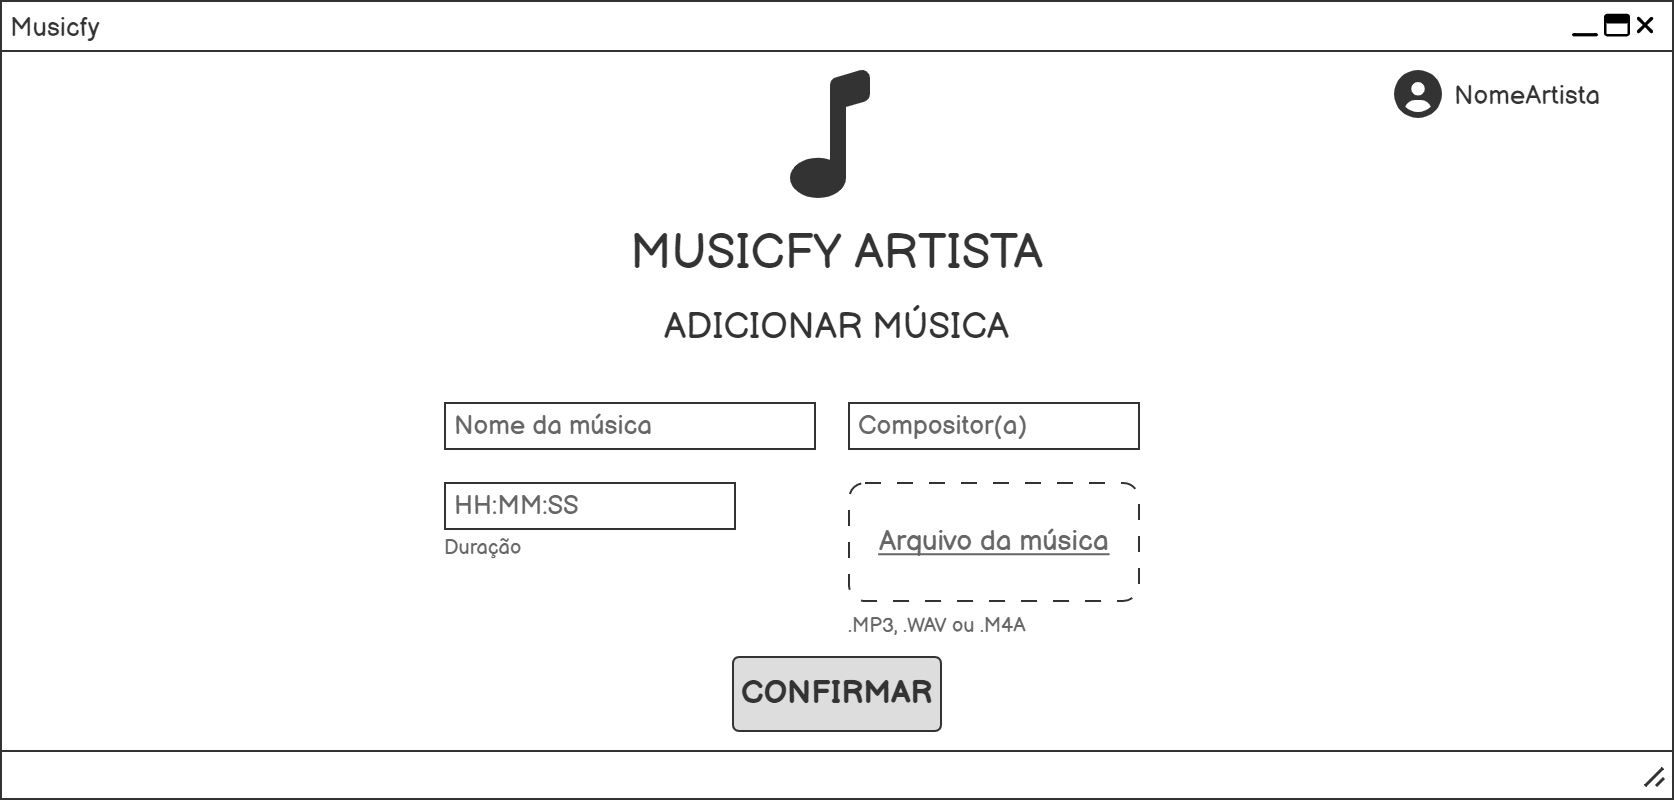 Musicfy
NomeArtista
MUSICFY ARTISTA
ADICIONAR MÚSICA
Nome da música
Compositor(a)
HH:MM:SS
Duração
Arquivo da música
.MP3, .WAV ou .M4A
CONFIRMAR